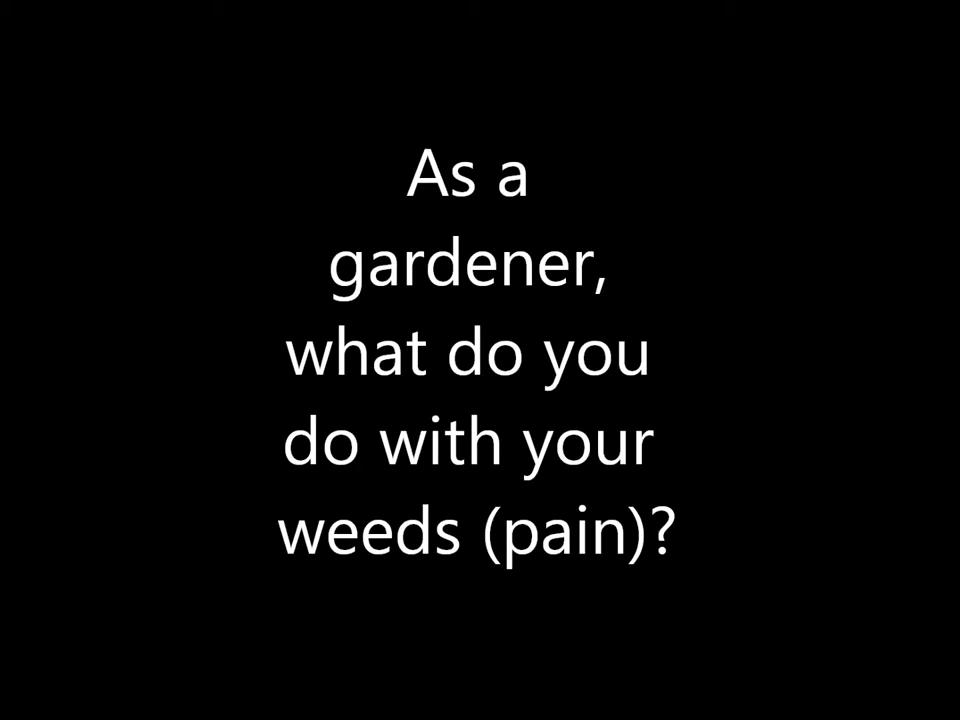 As a
gardener,
what do you
do with your
weeds (pain)?